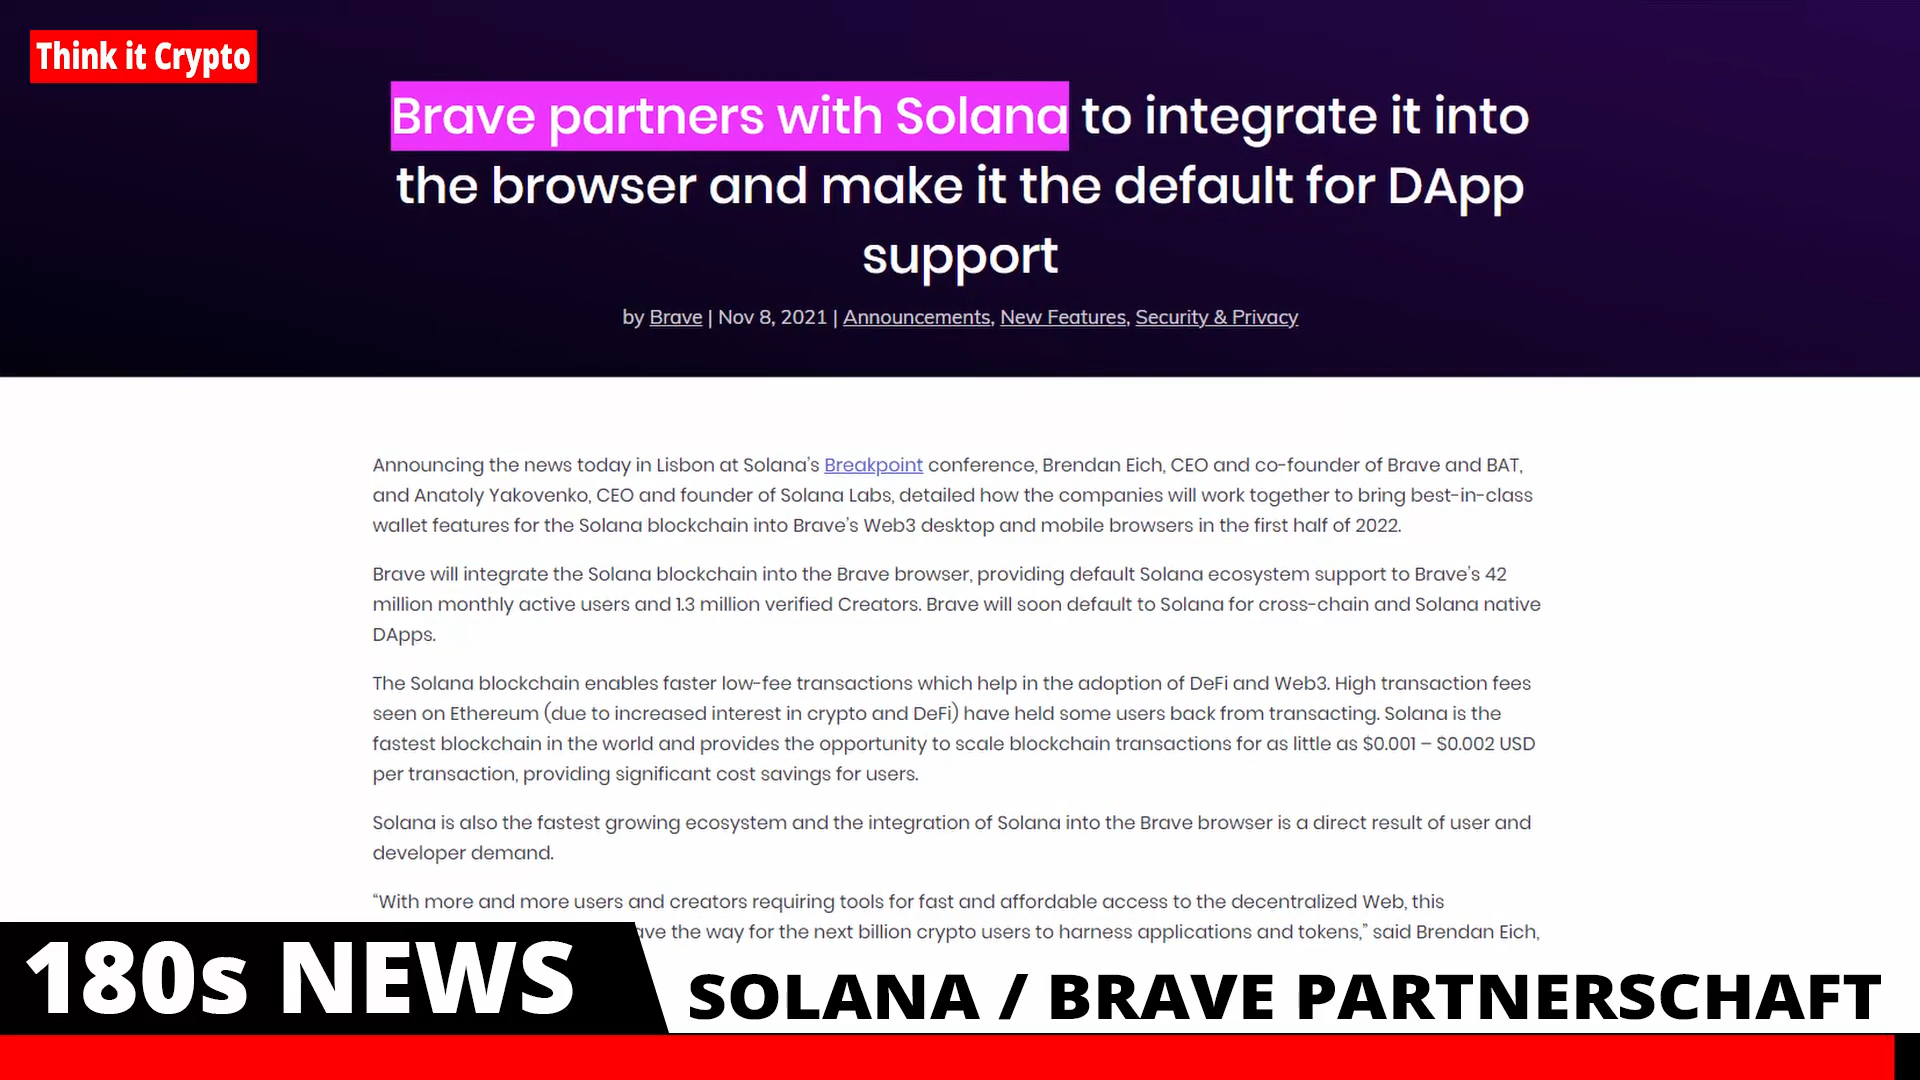 Think it Crypto
Brave partners with Solana to integrate it into
the browser and make it the default for DApp
support
by Brave | Nov 8, 2021 | Announcements, New Features, Security & Privacy
Announcing the news today in Lisbon at Solana’s Breakpoint conference, Brendan Eich, CEO and co-founder of Brave and BAT,
and Anatoly Yakovenko, CEO and founder of Solana Labs, detailed how the companies will work together to bring best-in-class
wallet features for the Solana blockchain into Brave’s Web3 desktop and mobile browsers in the first half of 2022.
Brave will integrate the Solana blockchain into the Brave browser, providing default Solana ecosystem support to Brave’s 42
million monthly active users and 1.3 million verified Creators. Brave will soon default to Solana for cross-chain and Solana native
DApps.
The Solana blockchain enables faster low-fee transactions which help in the adoption of DeFi and Web3. High transaction fees
seen on Ethereum (due to increased interest in crypto and DeFi) have held some users back from transacting. Solana is the
fastest blockchain in the world and provides the opportunity to scale blockchain transactions for as little as $0.001 – $0.002 USD
per transaction, providing significant cost savings for users.
Solana is also the fastest growing ecosystem and the integration of Solana into the Brave browser is a direct result of user and
developer demand.
“With more and more users and creators requiring tools for fast and affordable access to the decentralized Web, this
the way for the next billion crypto users to harness applications and tokens,” said Brendan Eich,
180s NEWS
SOLANA / BRAVE PARTNERSCHAFT